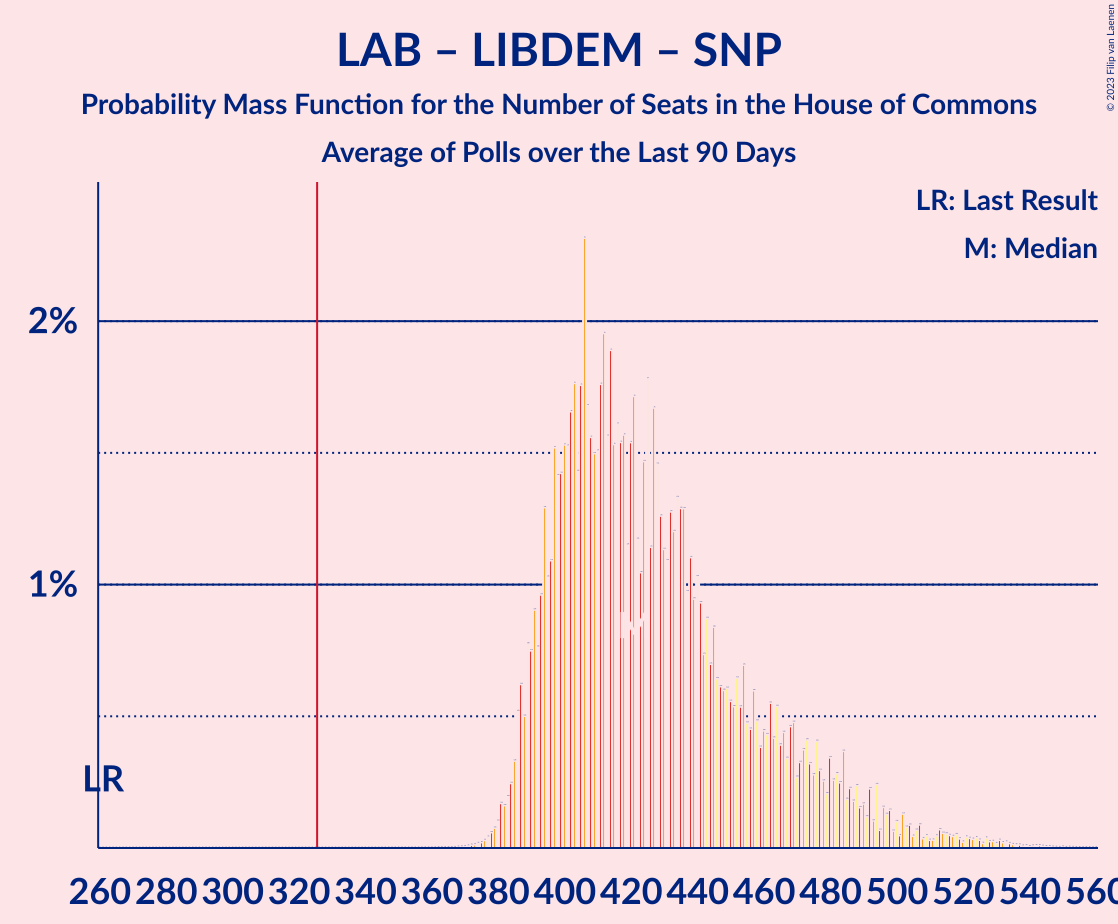 LAB – LIBDEM – SNP
Probability Mass Function for the Number of Seats in the House of Commons
Average of Polls over the Last 90 Days
© 2023 Filip van Laenen
LR: Last Result
M: Median
2%
1%
M
LR
260 280 300 320 340 360 380 400 420 440 460 480 500 520 540 560